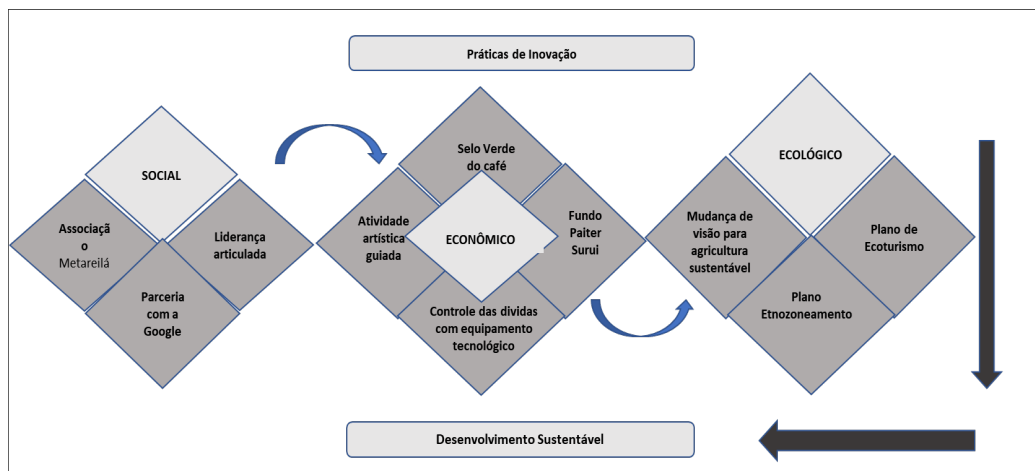 Práticas de Inovação
SOCIAL
Associaçã
o
Metareilá
Liderança
articulada
Parceria
com a
Google
Selo Verde
do café
Atividade
artística
guiada
ECONÔMICO
Fundo
Paiter
Surui
Controle das dividas
com equipamento
tecnológico
ECOLÓGICO
Mudança de
visão para
agricultura
sustentável
Plano de
Ecoturismo
Plano
Etnozoneamento
Desenvolvimento Sustentável